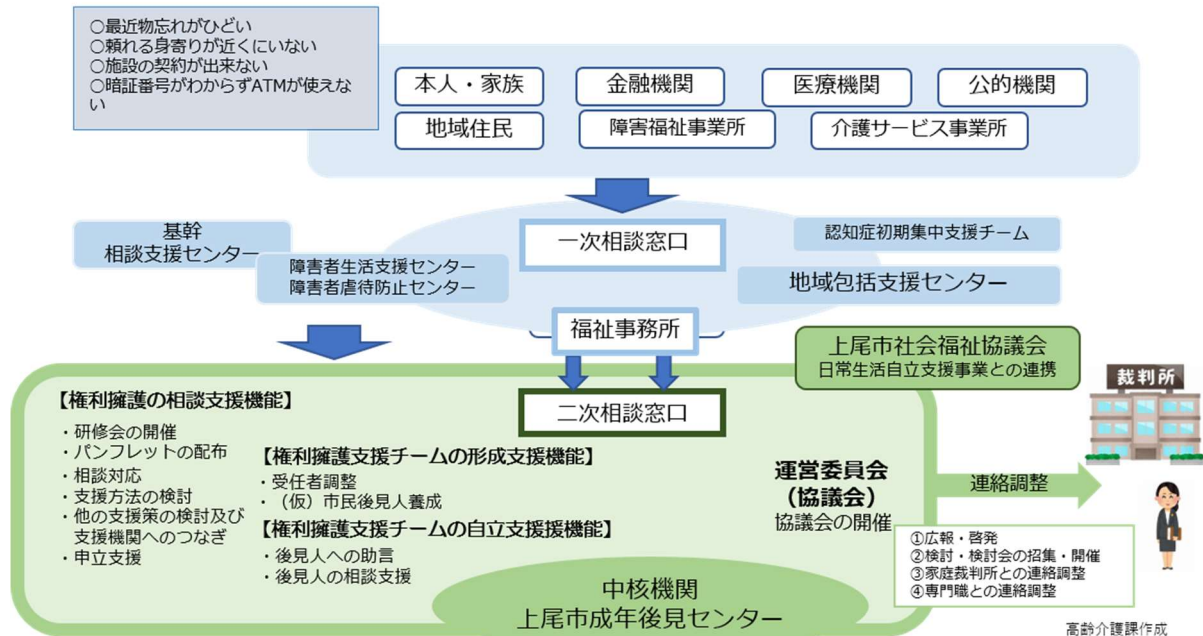 ○最近物忘れがひどい
○頼れる身寄りが近くにいない
○施設の契約が出来ない
○暗証番号がわからずATMが使えな
い
本人・家族
金融機関
医療機関
公的機関
地域住民
障害福祉事業所
介護サービス事業所
基幹
相談支援センター
障害者生活支援センター
障害者虐待防止センター
一次相談窓口
認知症初期集中支援チーム
地域包括支援センター
福祉事務所
上尾市社会福祉協議会
日常生活自立支援事業との連携
二次相談窓口
【権利擁護の相談支援機能】
・研修会の開催
・パンフレットの配布
・相談対応
・支援方法の検討
・他の支援策の検討及び
支援機関へのつなぎ
・申立支援
【権利擁護支援チームの形成支援機能】
・受任者調整
・（仮）市民後見人養成
【権利擁護支援チームの自立支援援機能】
・後見人への助言
・後見人の相談支援
運営委員会
（協議会）
協議会の開催
中核機関
上尾市成年後見センター
裁判所
連絡調整
①広報・啓発
②検討・検討会の招集・開催
③家庭裁判所との連絡調整
④専門職との連絡調整
高齢介護課作成